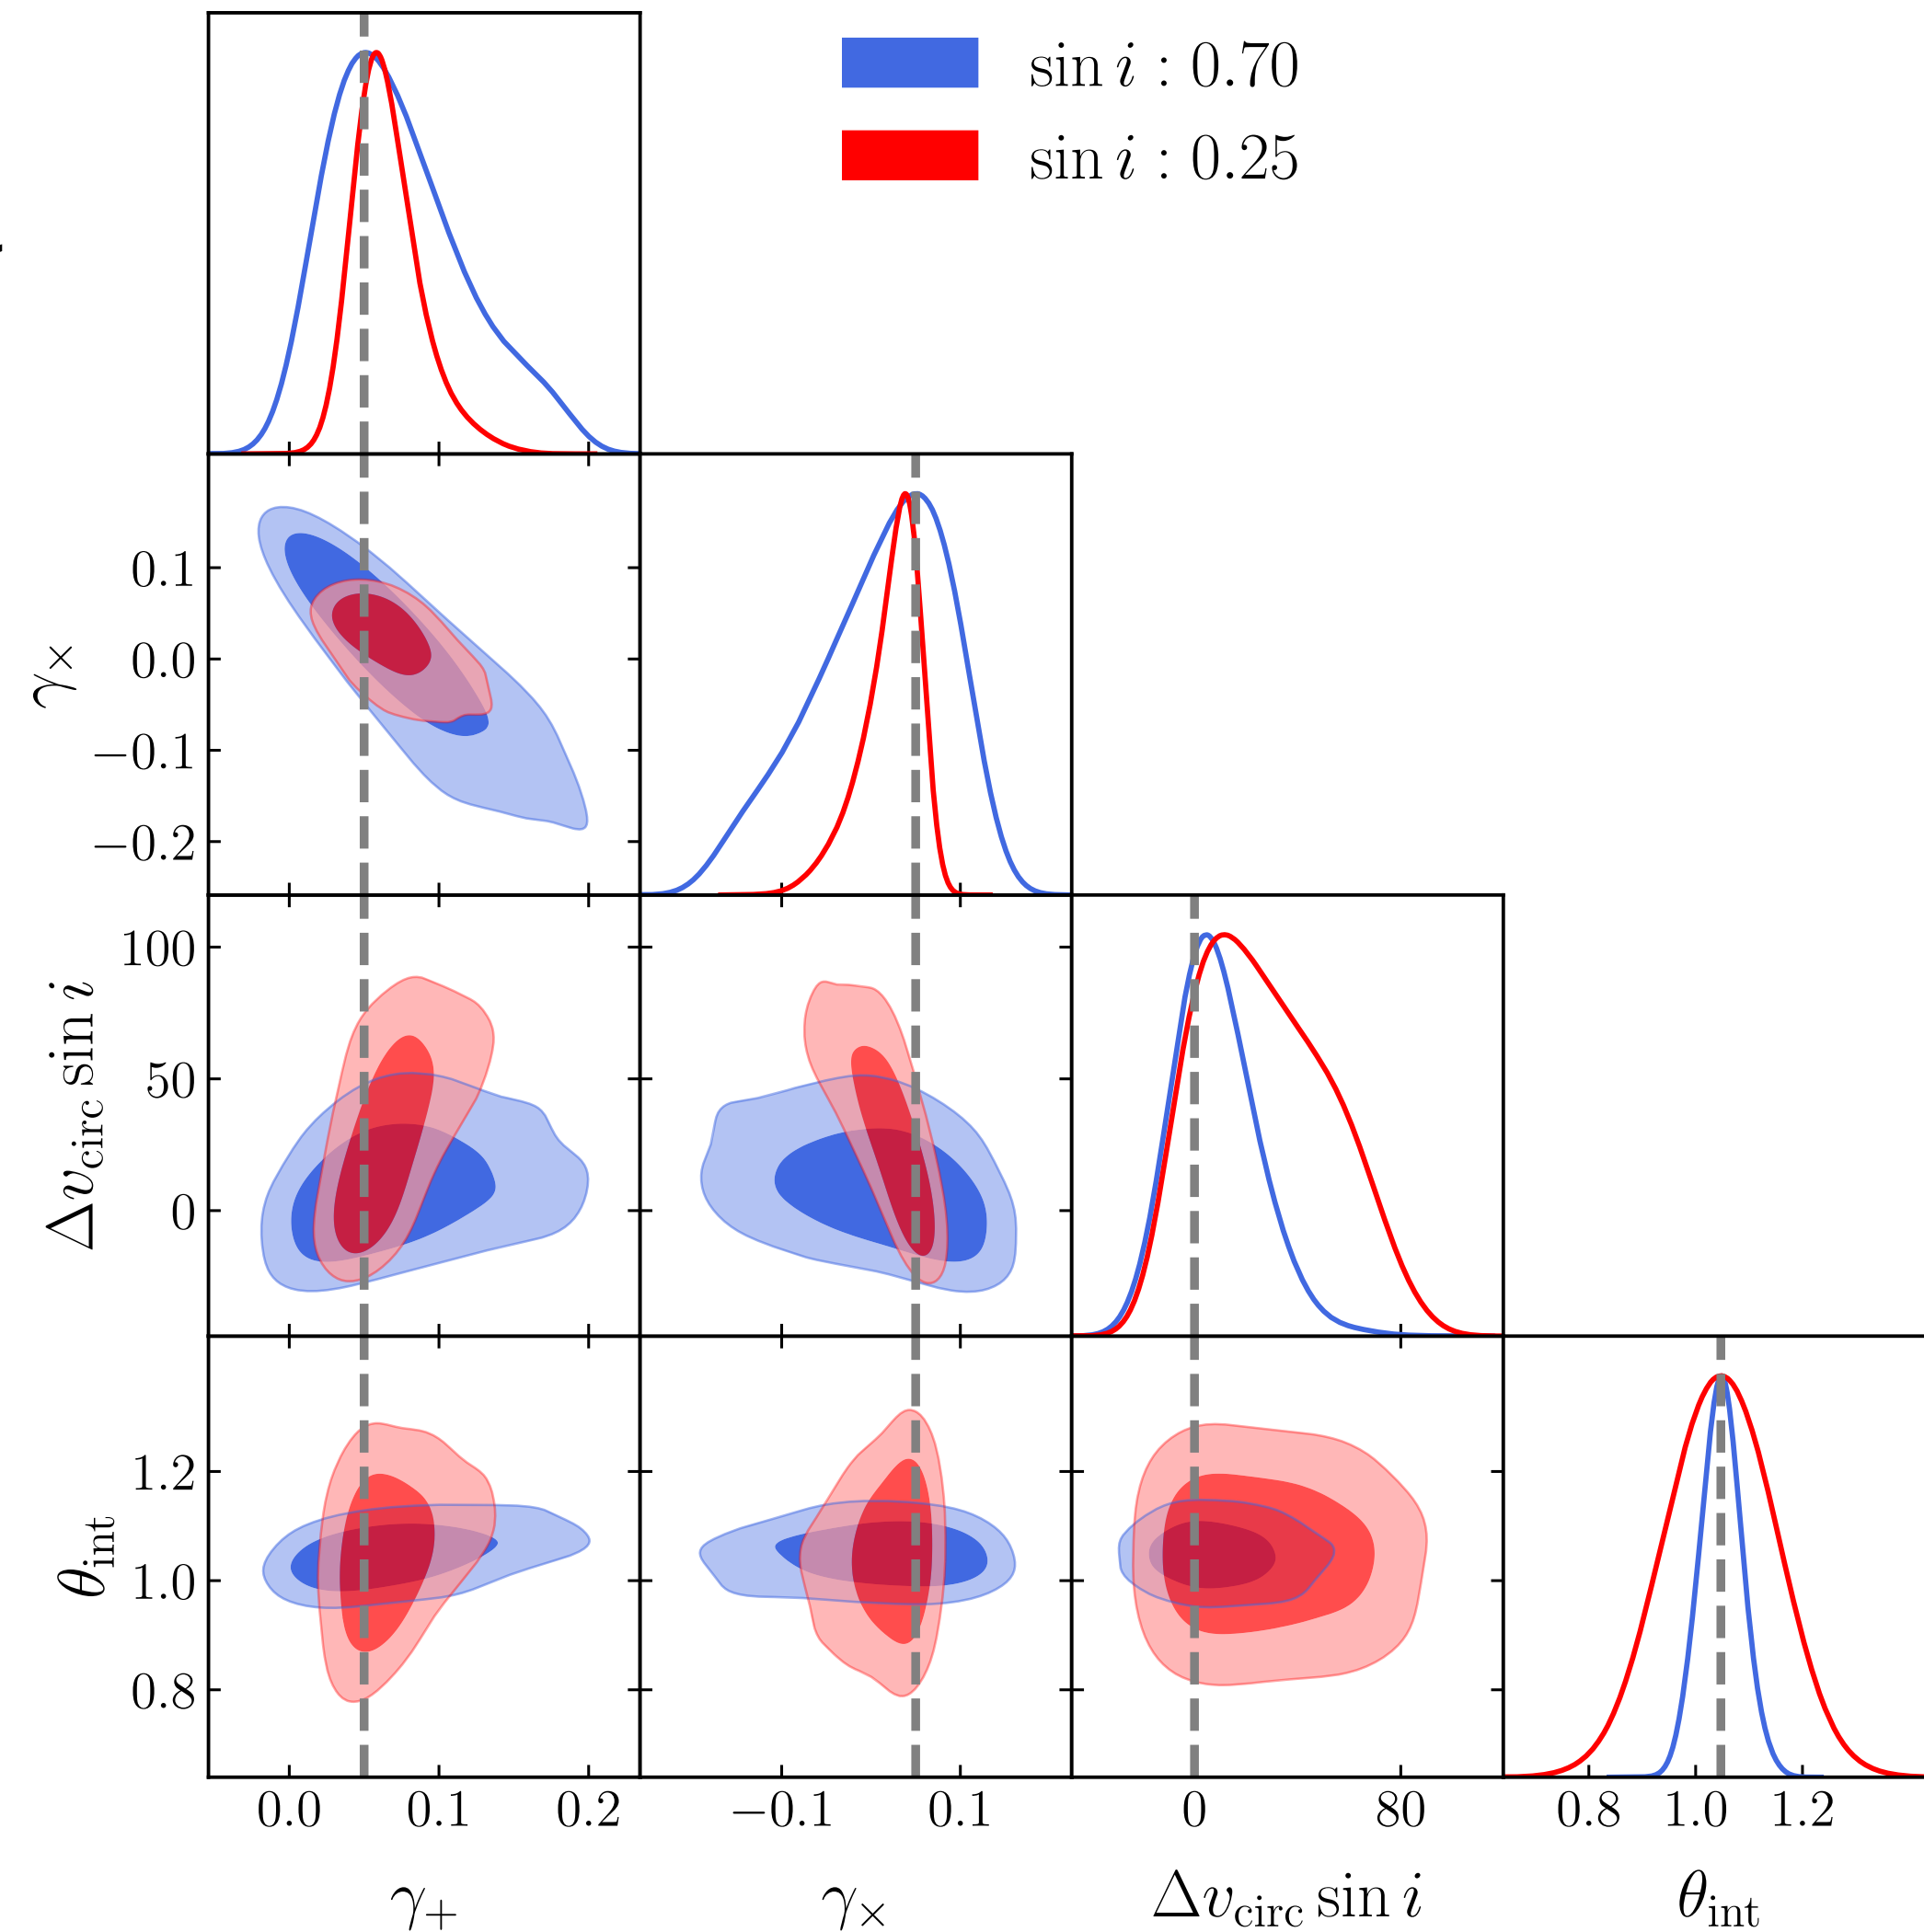 sin i : 0.70
sin i : 0.25
γ×
0.1
0.0
−0.1
−0.2
Δv_circ sin i
100
50
0
θ_int
1.2
1.0
0.8
0.0 0.1 0.2 −0.1 0.1 0 80 0.8 1.0 1.2
γ+ γ× Δv_circ sin i θ_int